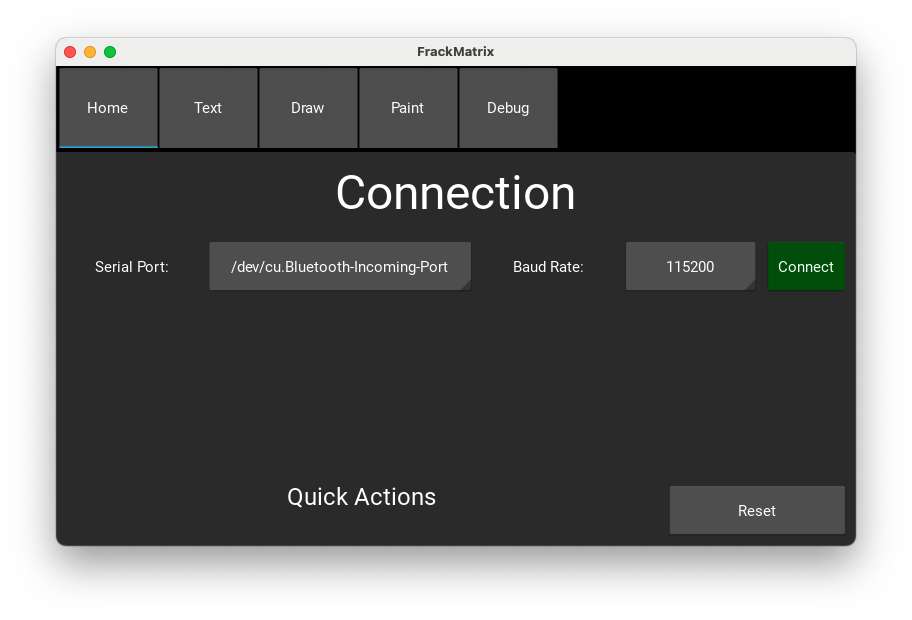 FrackMatrix
Home Text Draw Paint Debug
Connection
Serial Port: /dev/cu.Bluetooth-Incoming-Port Baud Rate: 115200 Connect
Quick Actions
Reset